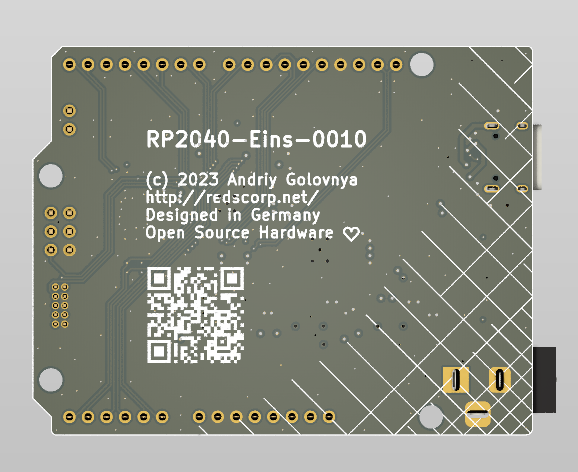 RP2040-Eins-0010
(c) 2023 Andriy Golovnya
http://redscorp.net/
Designed in Germany
Open Source Hardware ♡